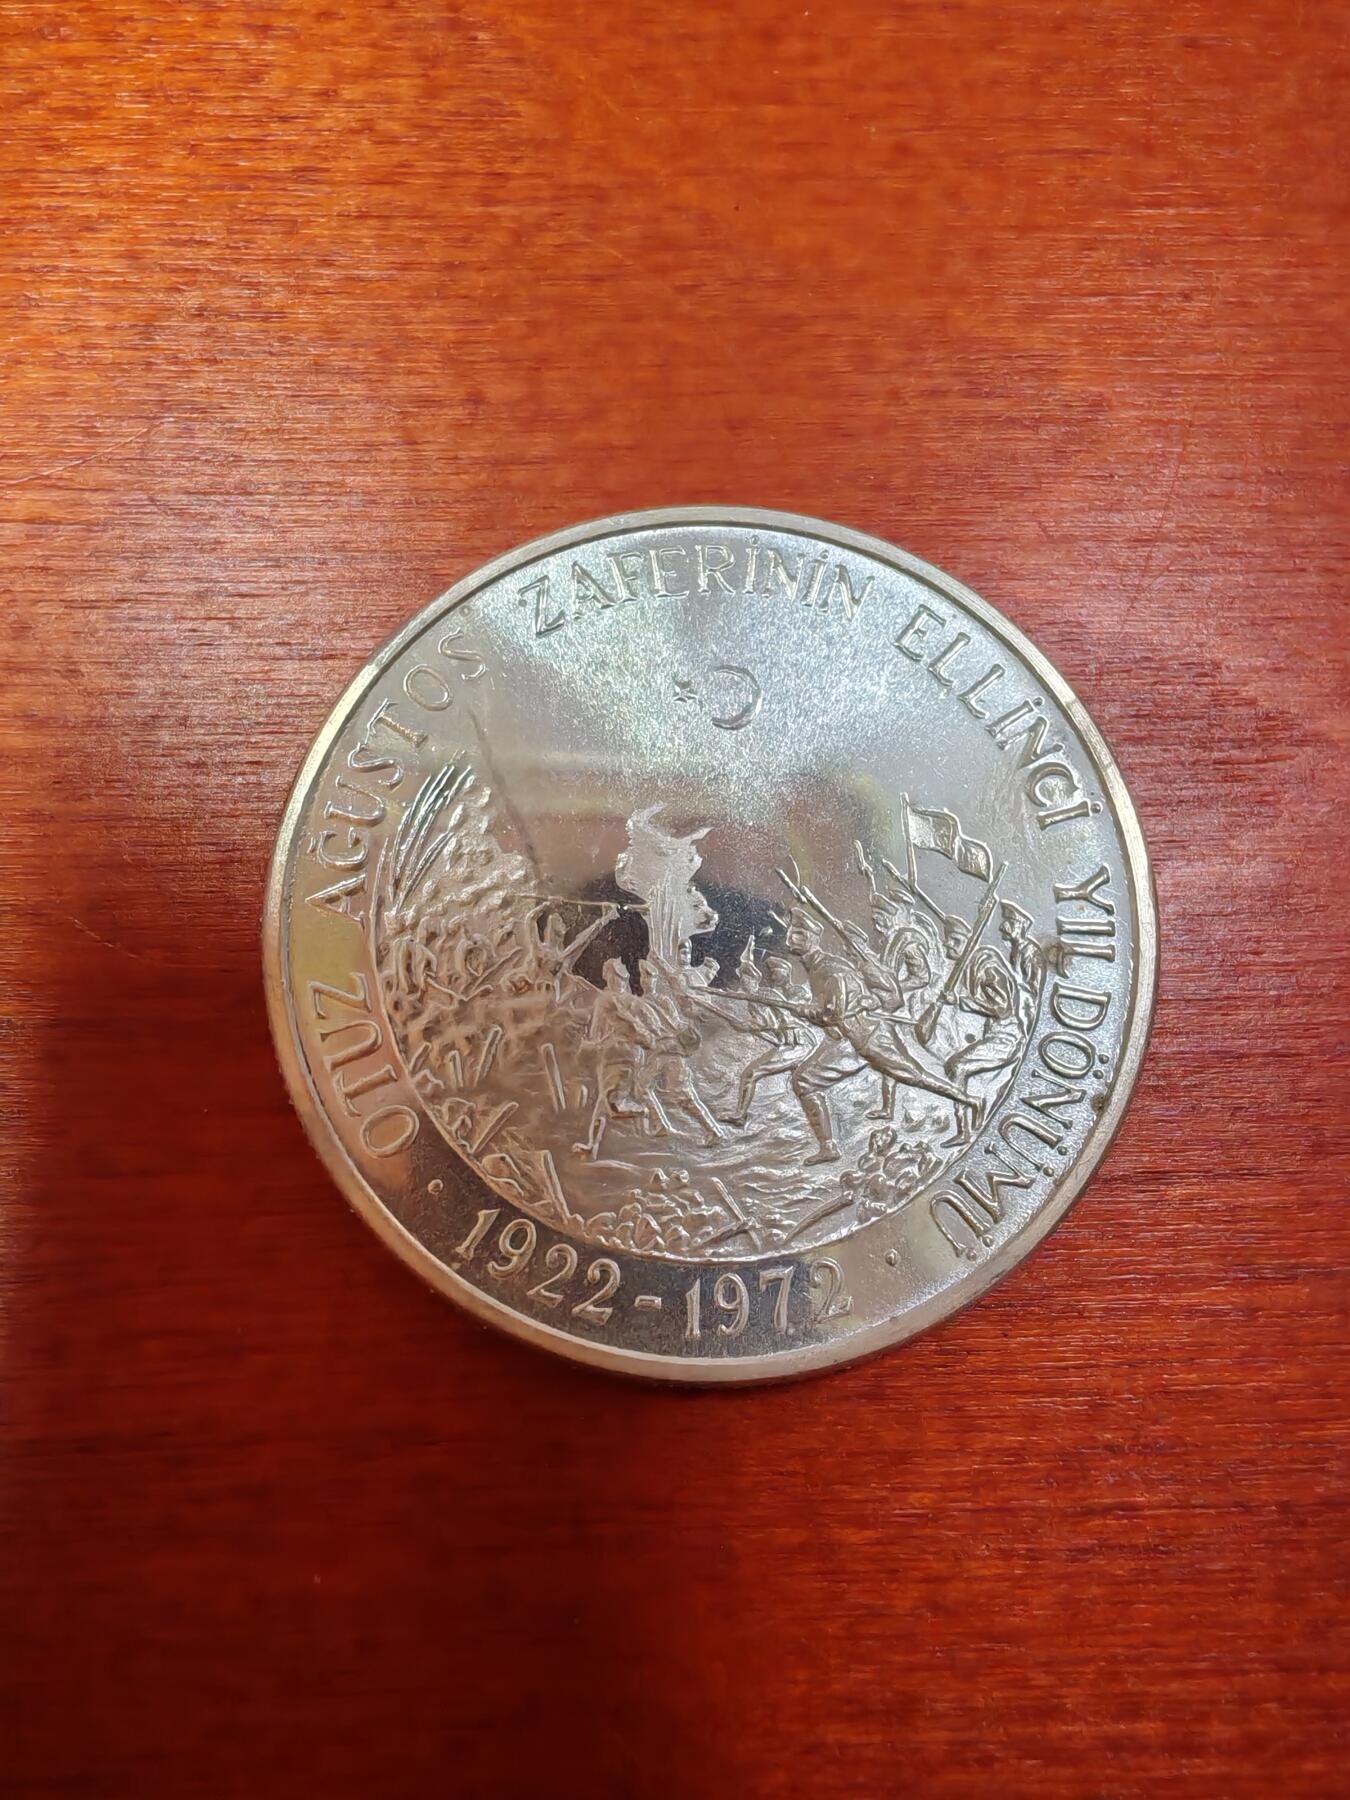 OTUZ AĞUSTOS ZAFERİNİN ELLİNCİ YILDÖNÜMÜ
· 1922-1972 ·